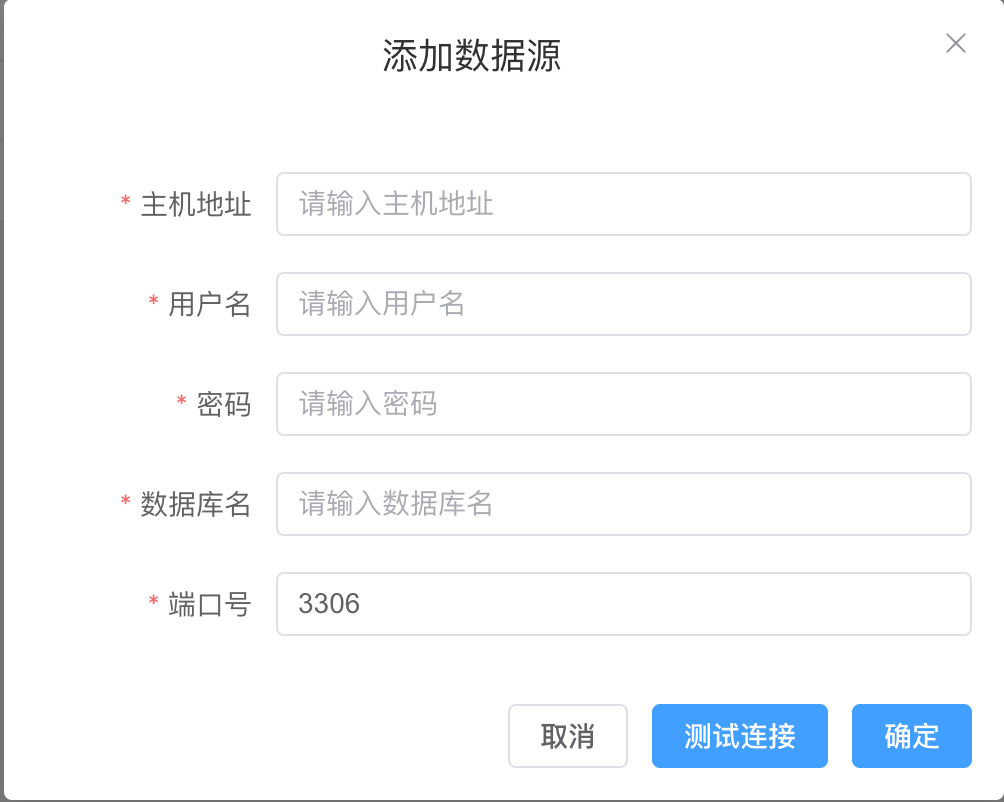 添加数据源
* 主机地址 请输入主机地址
* 用户名 请输入用户名
* 密码 请输入密码
* 数据库名 请输入数据库名
* 端口号 3306
取消 测试连接 确定